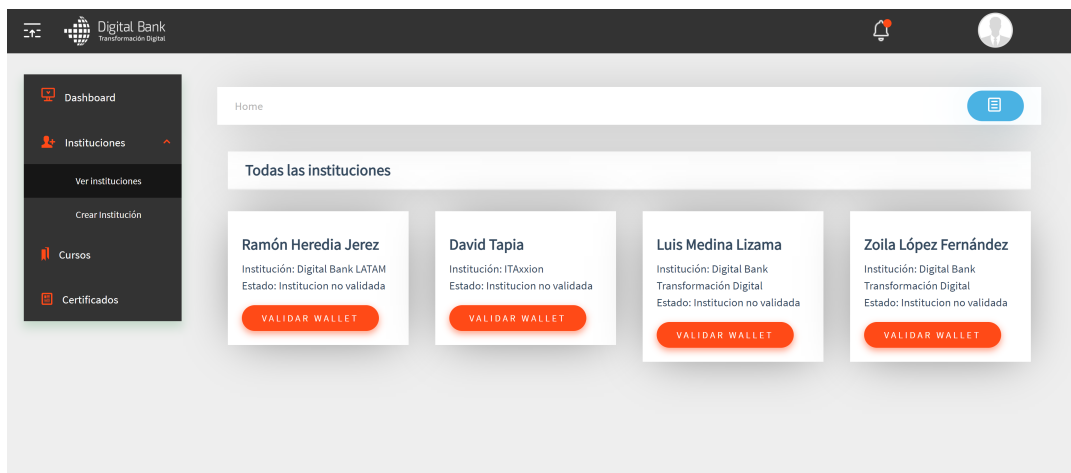 Digital Bank
Transformación Digital
Dashboard
Instituciones
Ver instituciones
Crear Institución
Cursos
Certificados
Home
Todas las instituciones
Ramón Heredia Jerez
Institución: Digital Bank LATAM
Estado: Institucion no validada
VALIDAR WALLET
David Tapia
Institución: ITAxxion
Estado: Institucion no validada
VALIDAR WALLET
Luis Medina Lizama
Institución: Digital Bank
Transformación Digital
Estado: Institucion no validada
VALIDAR WALLET
Zoila López Fernández
Institución: Digital Bank
Transformación Digital
Estado: Institucion no validada
VALIDAR WALLET